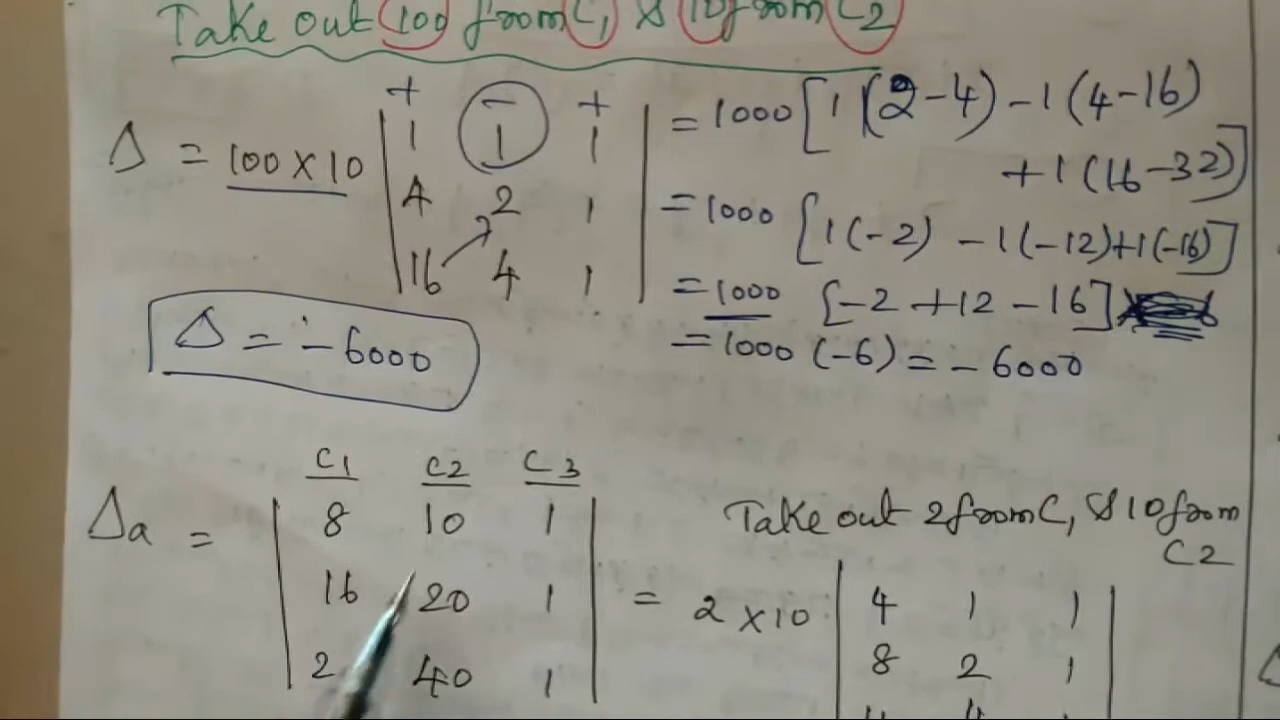 Take out 100 from C1 & 10 from C2
+ - +
Δ = 100 X 10 | 1 1 1 | = 1000 [1(2-4) -1(4-16)
+1(16-32)]
4 2 1
= 1000 [1(-2) -1(-12)+1(-16)]
16 4 1
= 1000 [-2 +12 -16]
Δ = -6000
= 1000 (-6) = -6000
C1 C2 C3
Δa = | 8 10 1 |
Take out 2 from C1 & 10 from
C2
16 20 1 = 2 X10 | 4 1 1 |
8 2 1
2 40 1